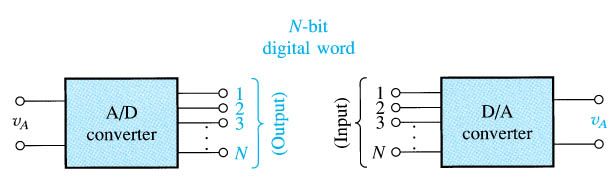 N-bit
digital word
v_A
A/D
converter
1
2
3
N
(Output)
(Input)
1
2
3
N
D/A
converter
v_A